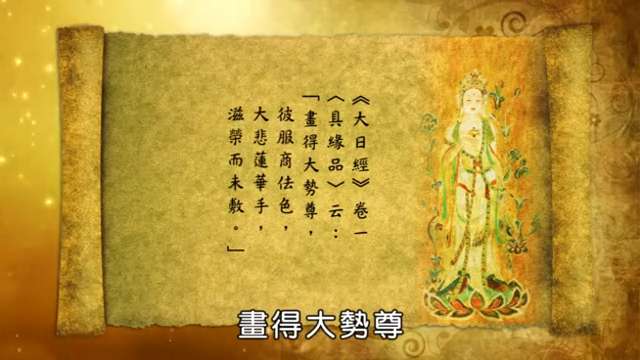 《大日經》卷一
〈具緣品〉云：
「畫得大勢尊，
彼服商佉色，
大悲蓮華手，
滋榮而未敷。」
畫得大勢尊